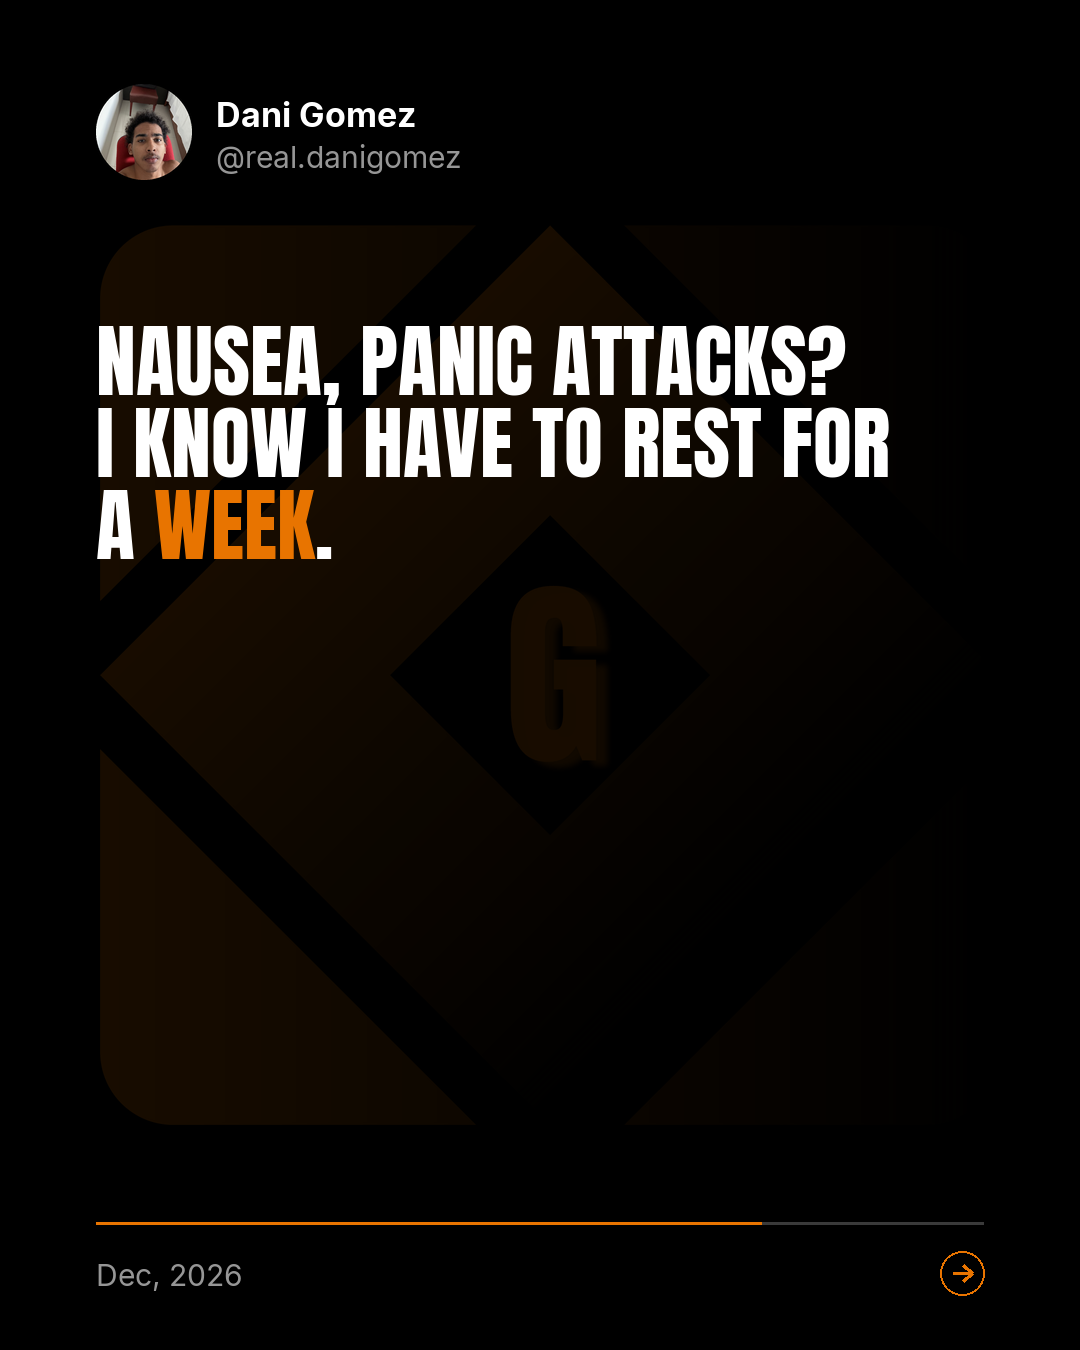 Dani Gomez
@real.danigomez
NAUSEA, PANIC ATTACKS?
I KNOW I HAVE TO REST FOR
A WEEK.
G
Dec, 2026